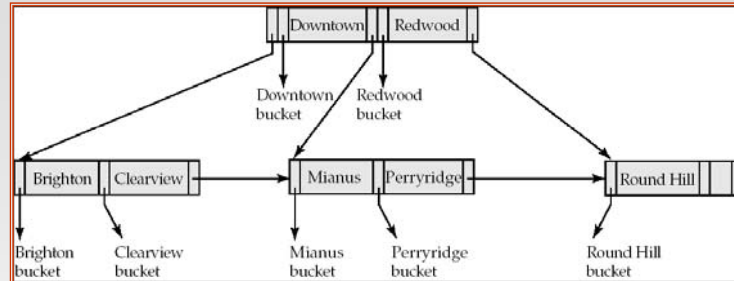 Downtown Redwood
Downtown Redwood
bucket bucket
Brighton Clearview Mianus Perryridge Round Hill
Brighton Clearview Mianus Perryridge Round Hill
bucket bucket bucket bucket bucket